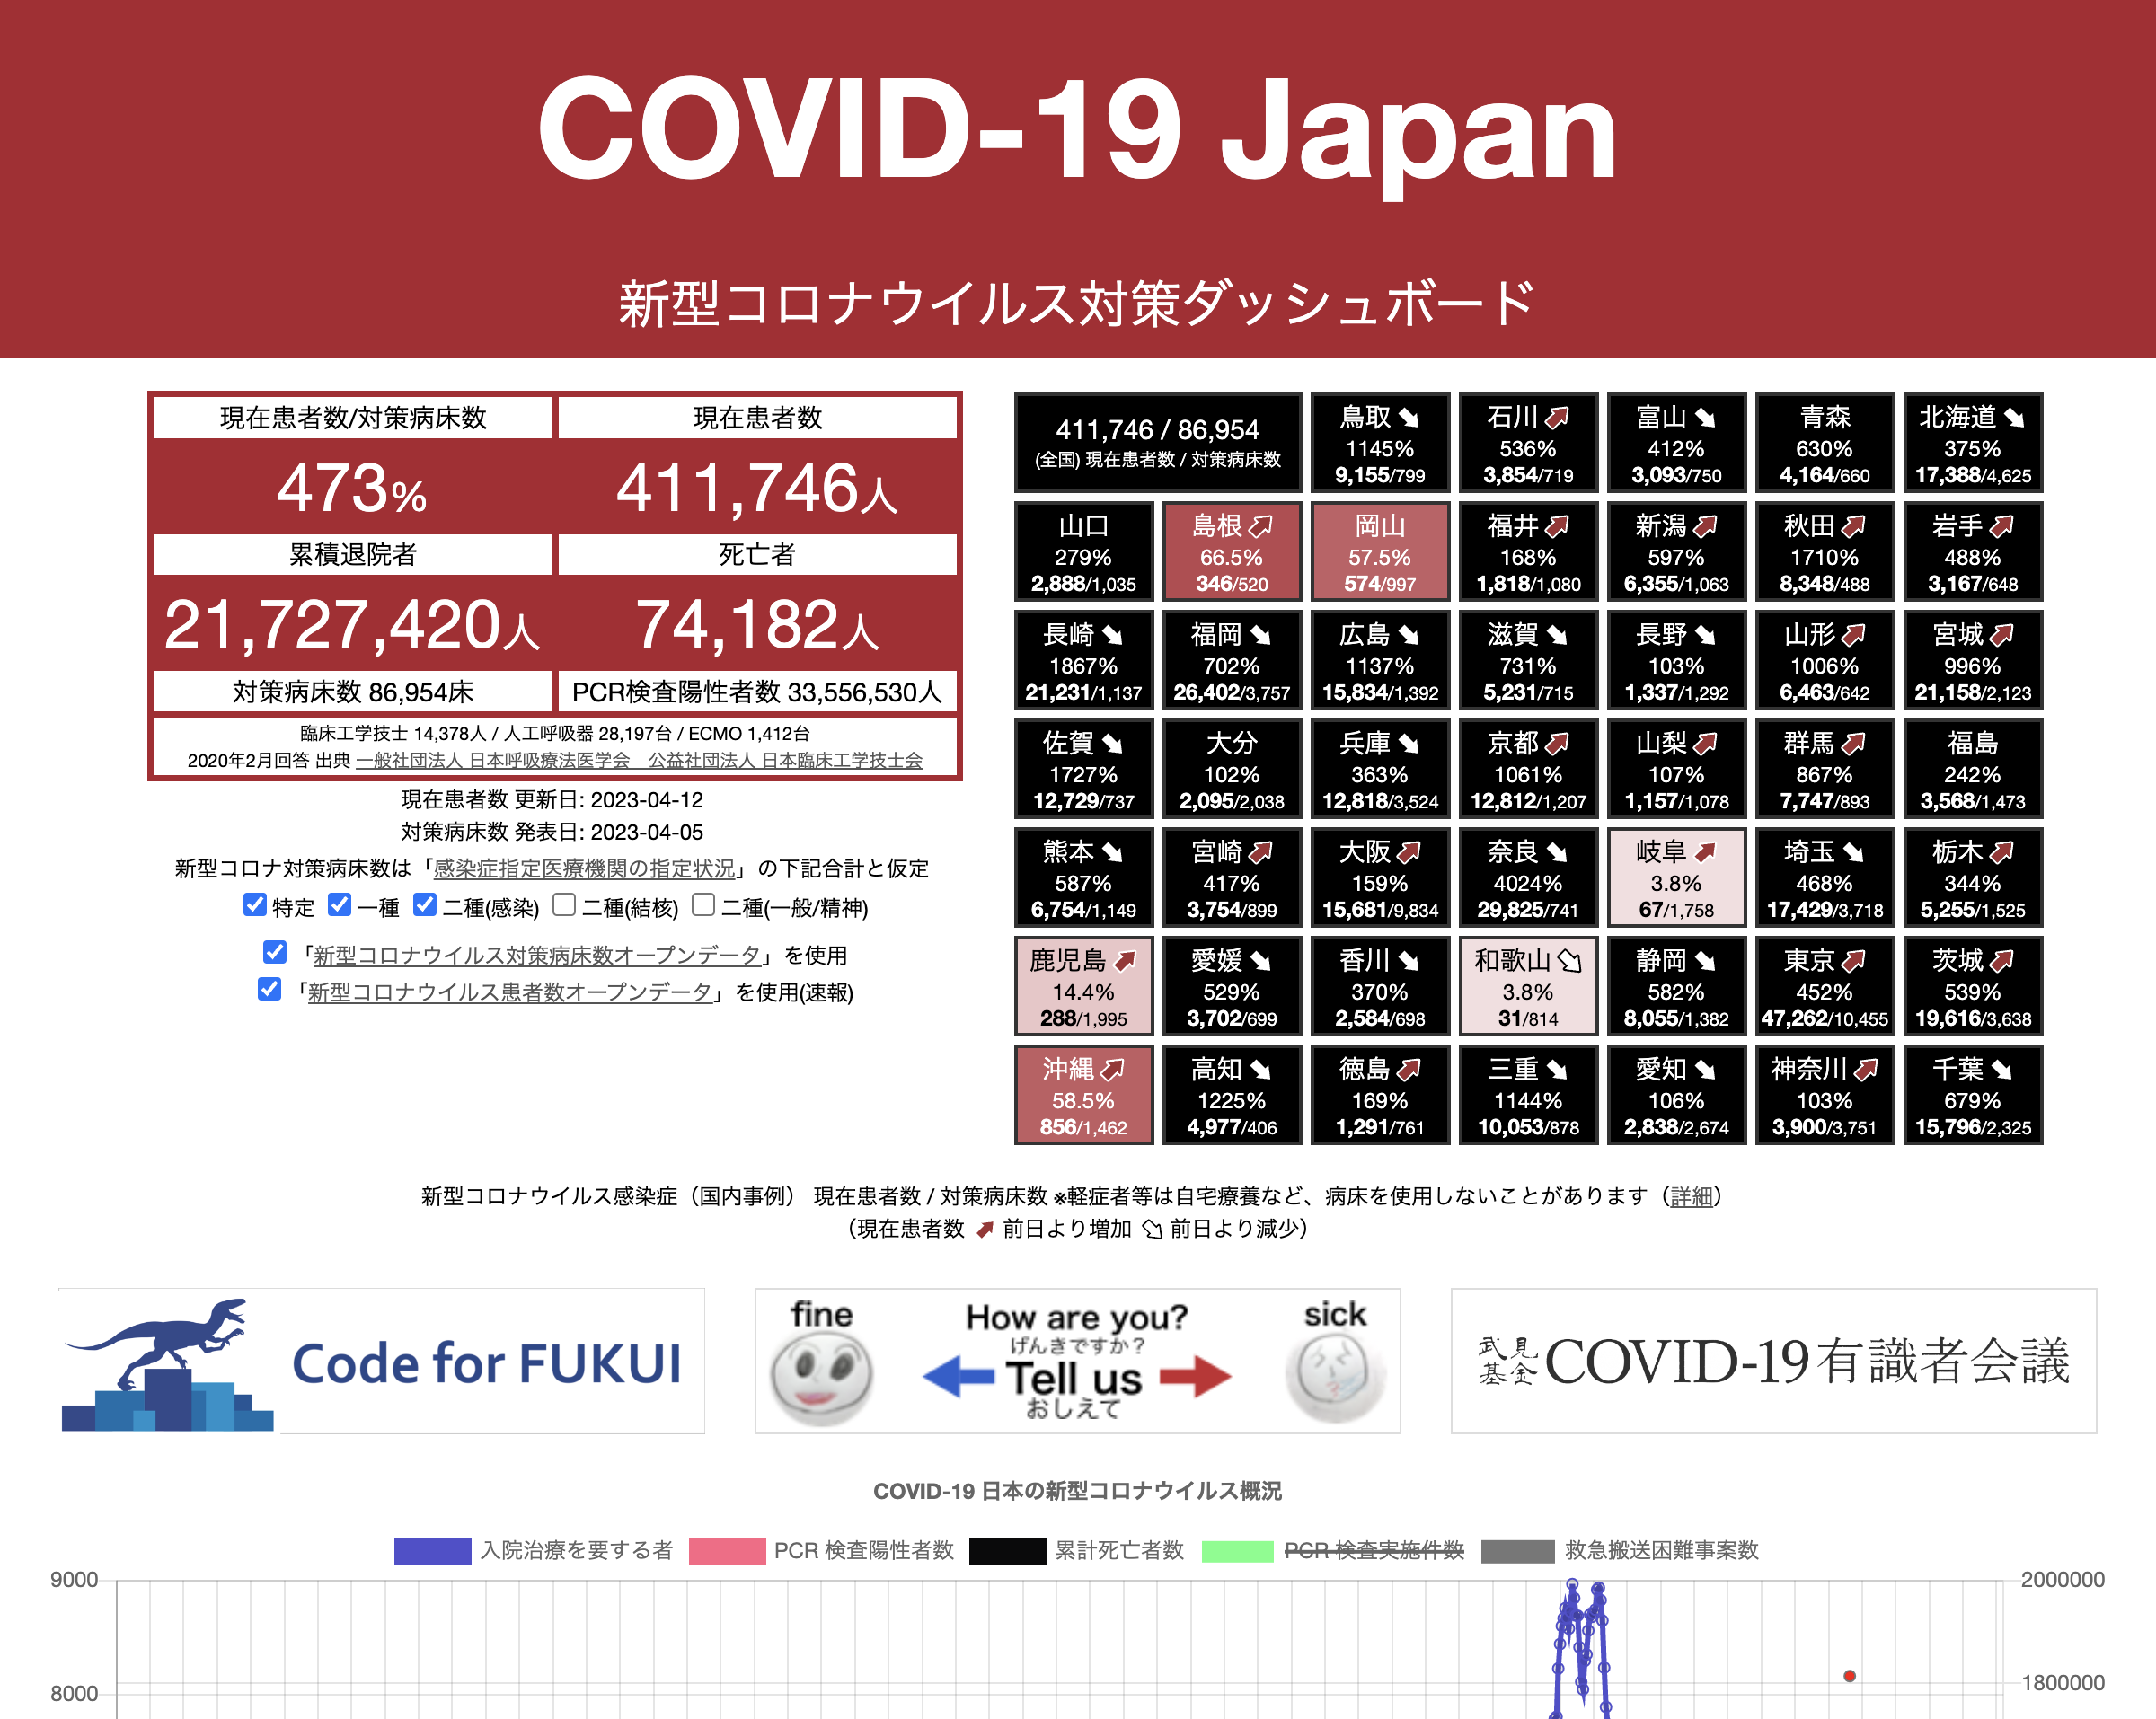 COVID-19 Japan
新型コロナウイルス対策ダッシュボード
現在患者数/対策病床数 現在患者数
473% 411,746人
累積退院者 死亡者
21,727,420人 74,182人
対策病床数 86,954床 PCR検査陽性者数 33,556,530人
臨床工学技士 14,378人 / 人工呼吸器 28,197台 / ECMO 1,412台
2020年2月回答 出典 一般社団法人 日本呼吸療法医学会 公益社団法人 日本臨床工学技士会
現在患者数 更新日: 2023-04-12
対策病床数 発表日: 2023-04-05
新型コロナ対策病床数は「感染症指定医療機関の指定状況」の下記合計と仮定
特定 一種 二種(感染) 二種(結核) 二種(一般/精神)
「新型コロナウイルス対策病床数オープンデータ」を使用
「新型コロナウイルス患者数オープンデータ」を使用(速報)
411,746 / 86,954
(全国) 現在患者数 / 対策病床数
鳥取 石川 富山 青森 北海道
1145% 536% 412% 630% 375%
9,155/799 3,854/719 3,093/750 4,164/660 17,388/4,625
山口 島根 岡山 福井 新潟 秋田 岩手
279% 66.5% 57.5% 168% 597% 1710% 488%
2,888/1,035 346/520 574/997 1,818/1,080 6,355/1,063 8,348/488 3,167/648
長崎 福岡 広島 滋賀 長野 山形 宮城
1867% 702% 1137% 731% 103% 1006% 996%
21,231/1,137 26,402/3,757 15,834/1,392 5,231/715 1,337/1,292 6,463/642 21,158/2,123
佐賀 大分 兵庫 京都 山梨 群馬 福島
1727% 102% 363% 1061% 107% 867% 242%
12,729/737 2,095/2,038 12,818/3,524 12,812/1,207 1,157/1,078 7,747/893 3,568/1,473
熊本 宮崎 大阪 奈良 岐阜 埼玉 栃木
587% 417% 159% 4024% 3.8% 468% 344%
6,754/1,149 3,754/899 15,681/9,834 29,825/741 67/1,758 17,429/3,718 5,255/1,525
鹿児島 愛媛 香川 和歌山 静岡 東京 茨城
14.4% 529% 370% 3.8% 582% 452% 539%
288/1,995 3,702/699 2,584/698 31/814 8,055/1,382 47,262/10,455 19,616/3,638
沖縄 高知 徳島 三重 愛知 神奈川 千葉
58.5% 1225% 169% 1144% 106% 103% 679%
856/1,462 4,977/406 1,291/761 10,053/878 2,838/2,674 3,900/3,751 15,796/2,325
新型コロナウイルス感染症（国内事例） 現在患者数 / 対策病床数 ※軽症者等は自宅療養など、病床を使用しないことがあります（詳細）
（現在患者数 前日より増加 前日より減少）
Code for FUKUI
fine How are you? sick
げんきですか？
Tell us
おしえて
武見基金 COVID-19有識者会議
COVID-19 日本の新型コロナウイルス概況
入院治療を要する者 PCR 検査陽性者数 累計死亡者数 PCR 検査実施件数 救急搬送困難事案数
9000 2000000
8000 1800000